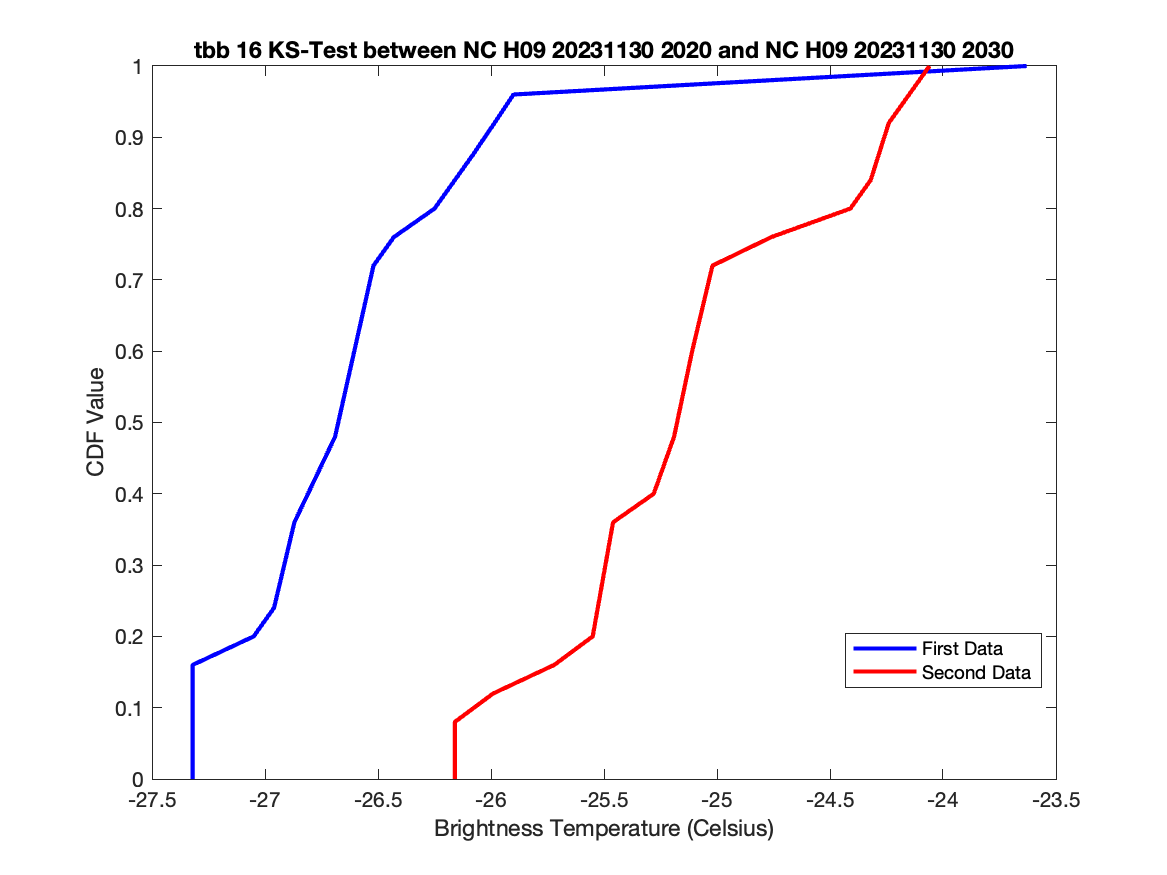 tbb 16 KS-Test between NC H09 20231130 2020 and NC H09 20231130 2030
1
0.9
0.8
0.7
0.6
0.5
0.4
0.3
0.2
0.1
0
CDF Value
First Data
Second Data
-27.5 -27 -26.5 -26 -25.5 -25 -24.5 -24 -23.5
Brightness Temperature (Celsius)